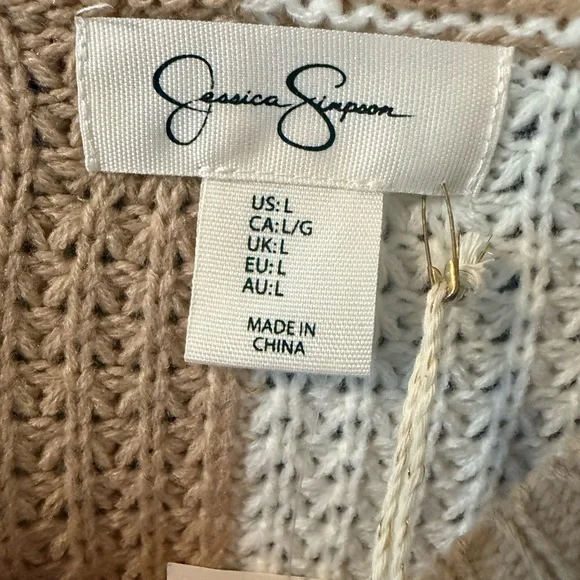 Jessica Simpson
US: L
CA: L/G
UK: L
EU: L
AU: L
MADE IN
CHINA